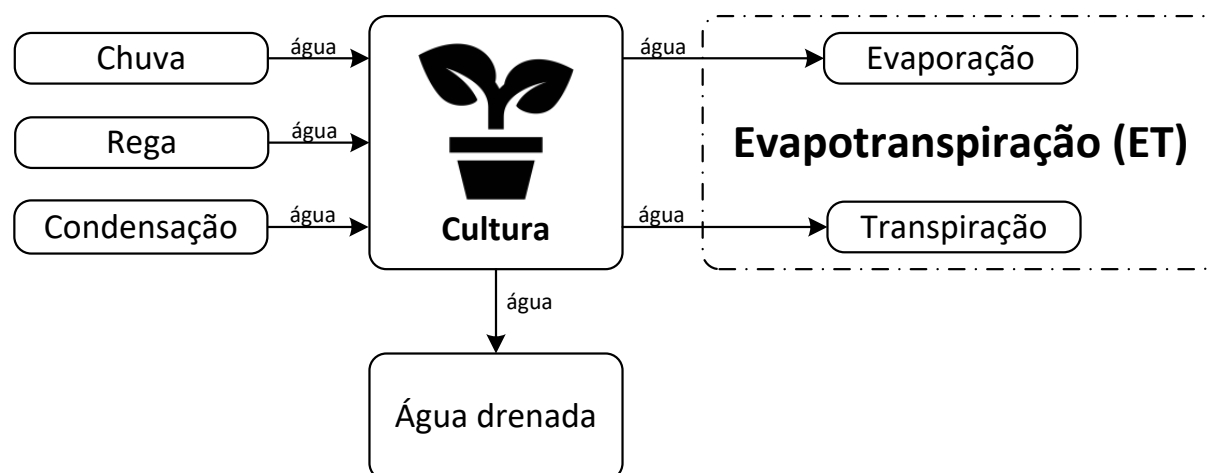 Chuva
água
Rega
água
Condensação
água
Cultura
água
Evaporação
Evapotranspiração (ET)
água
Transpiração
água
Água drenada